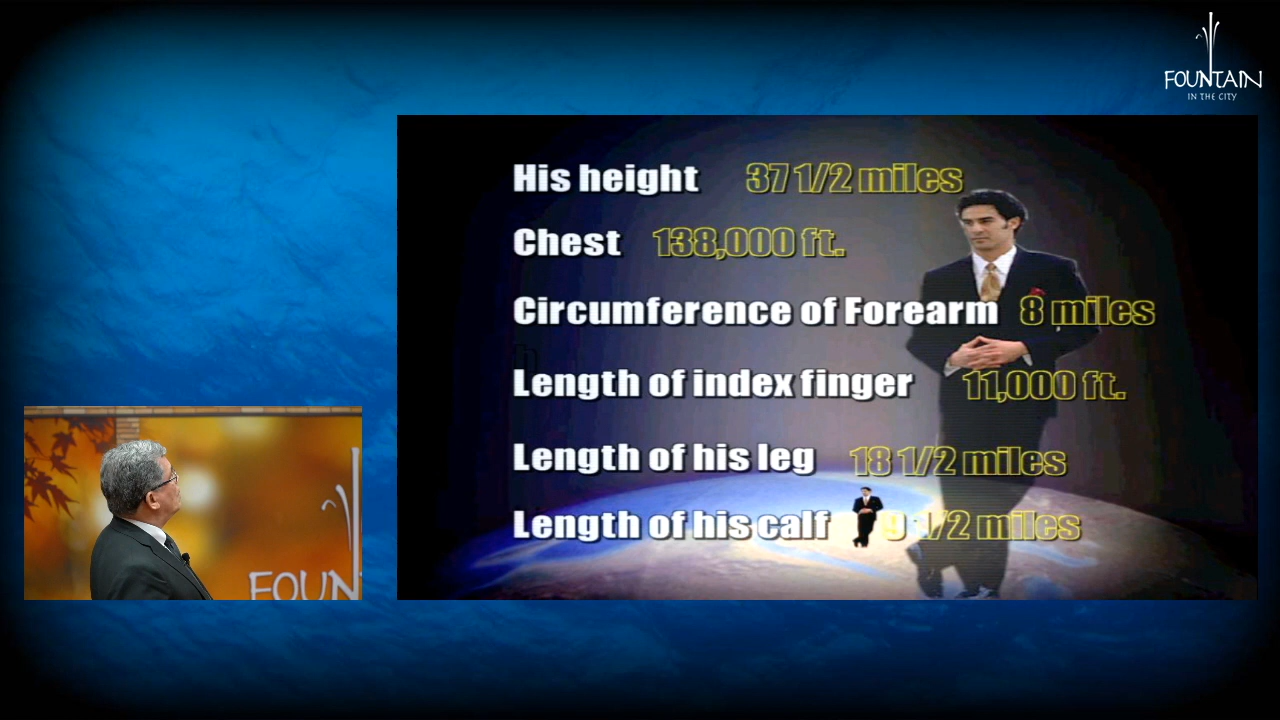 FOUNTAIN
IN THE CITY
His height 37 1/2 miles
Chest 138,000 ft.
Circumference of Forearm 8 miles
Length of index finger 11,000 ft.
Length of his leg 18 1/2 miles
Length of his calf 9 1/2 miles
FOUN